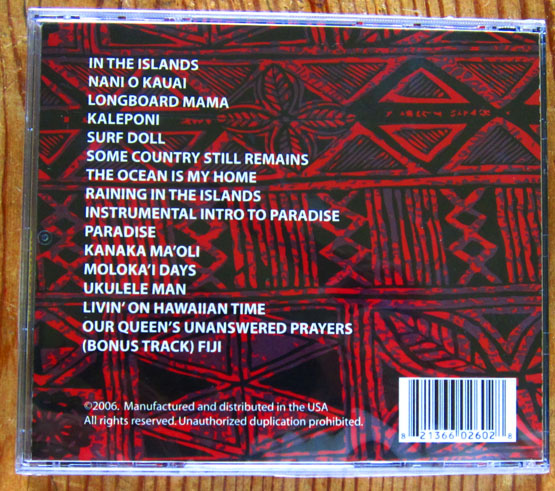 IN THE ISLANDS
NANI O KAUAI
LONGBOARD MAMA
KALEPONI
SURF DOLL
SOME COUNTRY STILL REMAINS
THE OCEAN IS MY HOME
RAINING IN THE ISLANDS
INSTRUMENTAL INTRO TO PARADISE
PARADISE
KANAKA MA'OLI
MOLOKA'I DAYS
UKULELE MAN
LIVIN' ON HAWAIIAN TIME
OUR QUEEN'S UNANSWERED PRAYERS
(BONUS TRACK) FIJI
©2006. Manufactured and distributed in the USA
All rights reserved. Unauthorized duplication prohibited.
8 21366 02602 8